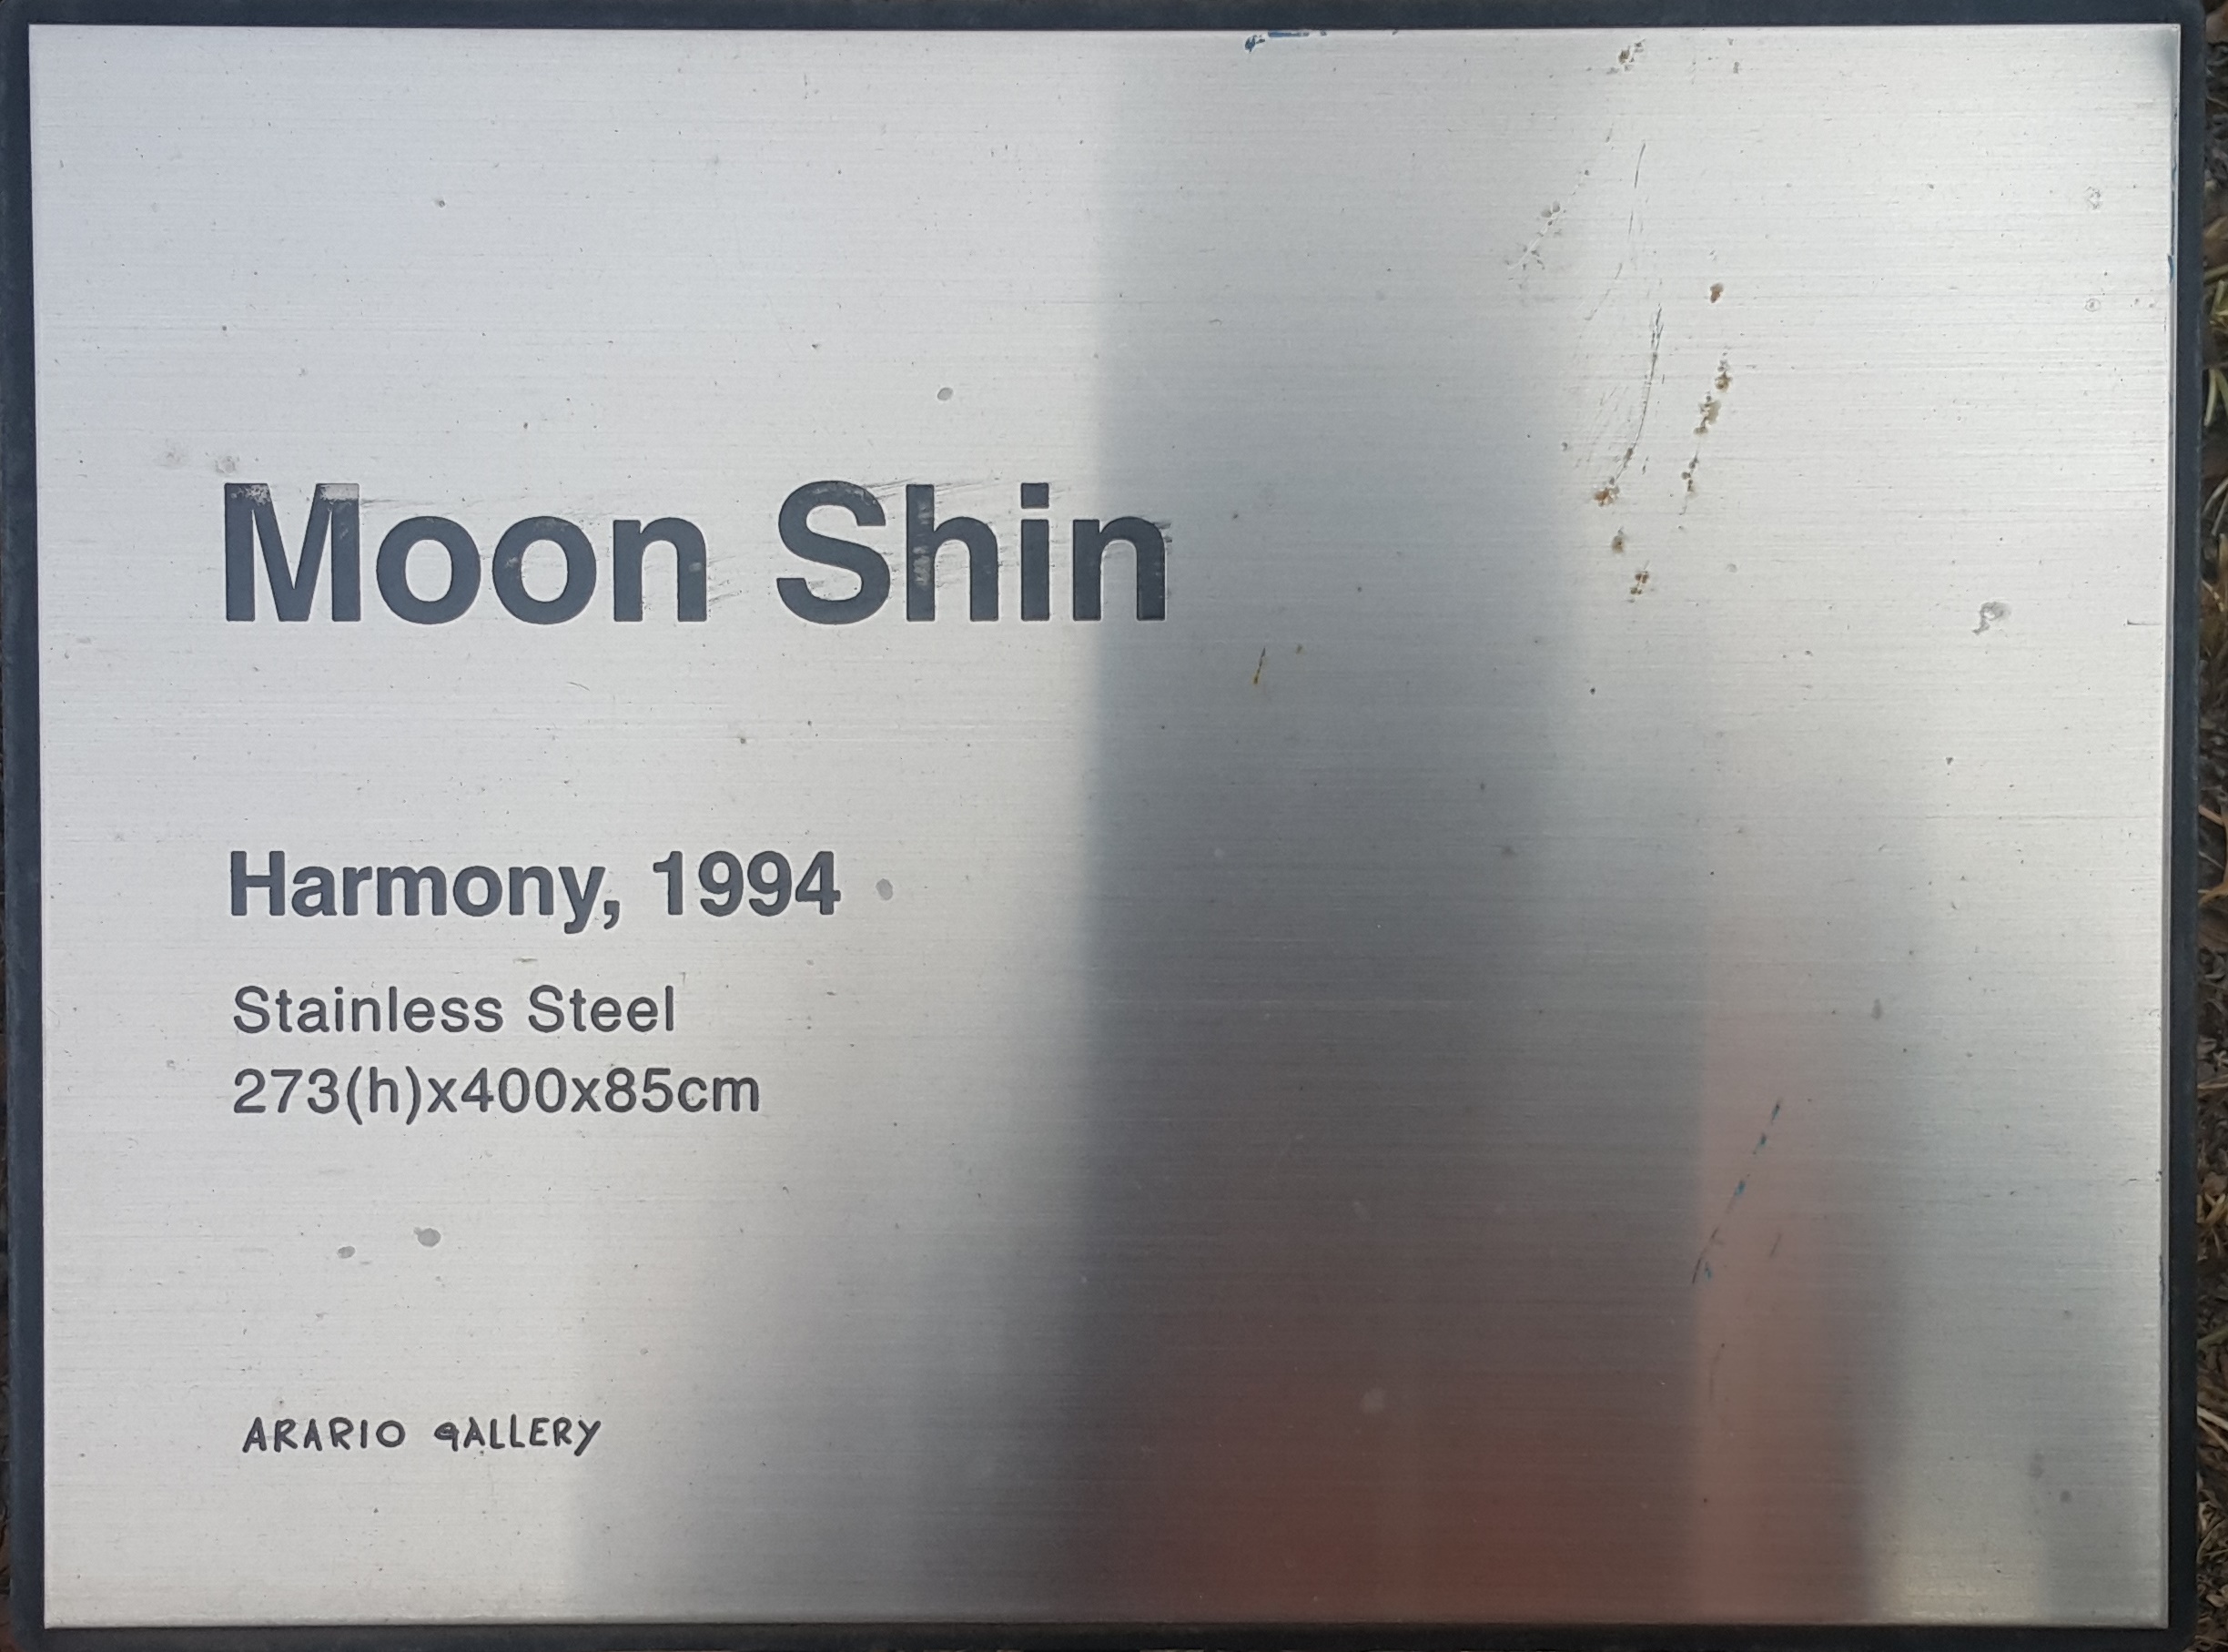 Moon Shin
Harmony, 1994
Stainless Steel
273(h)x400x85cm
ARARIO GALLERY